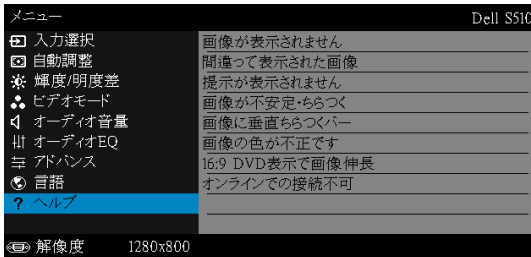 メニュー Dell S510
入力選択
自動調整
輝度/明度差
ビデオモード
オーディオ音量
オーディオEQ
アドバンス
言語
? ヘルプ
画像が表示されません
間違って表示された画像
提示が表示されません
画像が不安定・ちらつく
画像に垂直ちらつくバー
画像の色が不正です
16:9 DVD表示で画像伸長
オンラインでの接続不可
解像度 1280x800